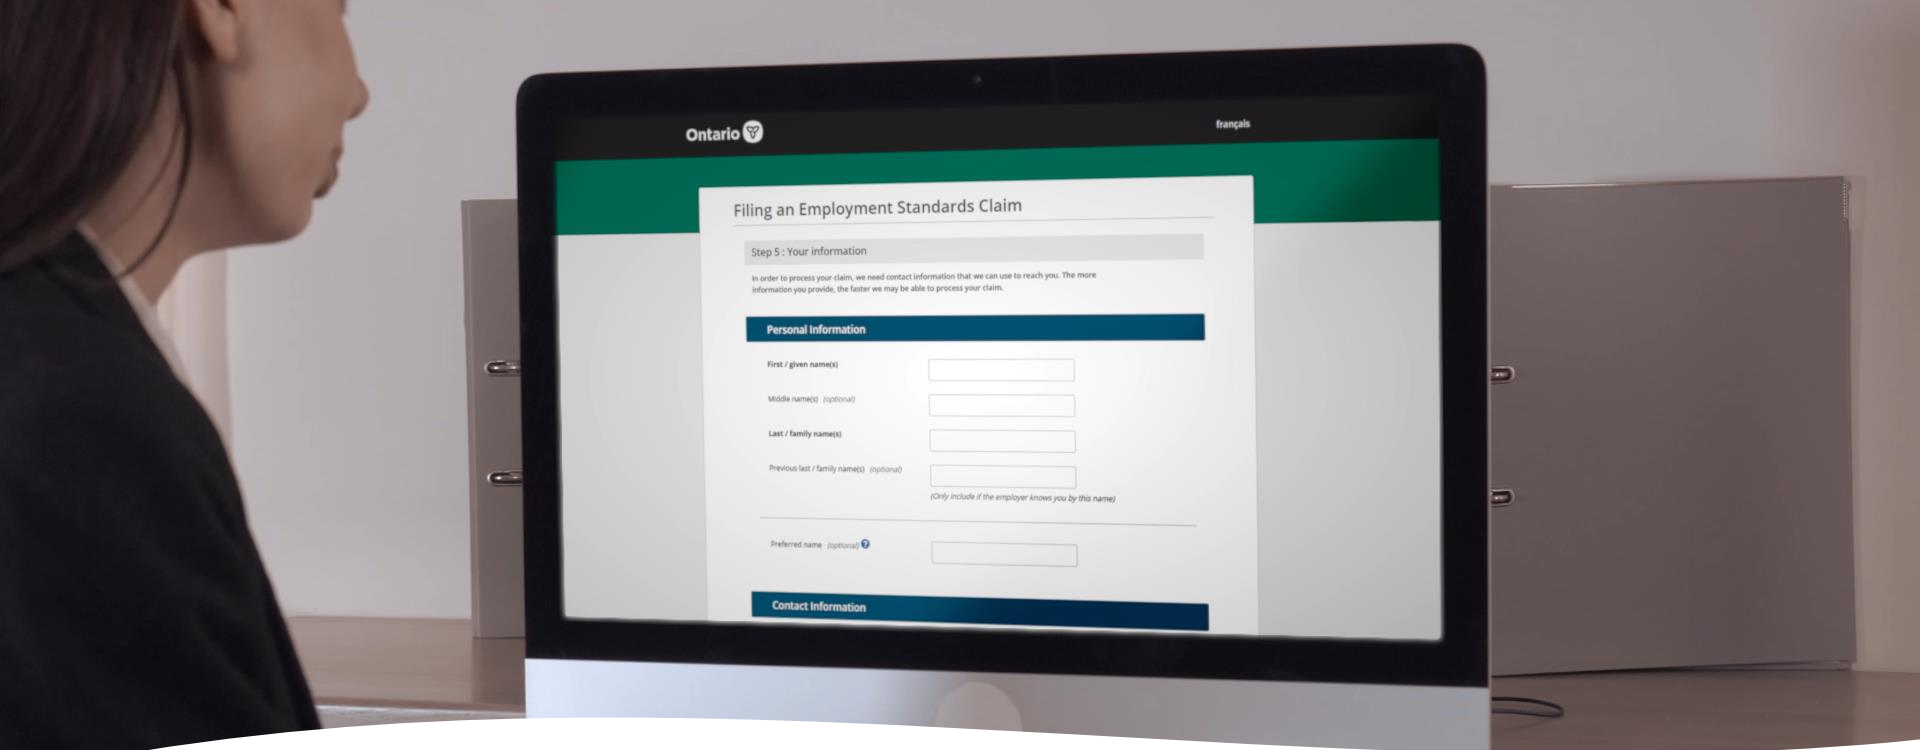 Ontario
français
Filing an Employment Standards Claim
Step 5 : Your information
In order to process your claim, we need contact information that we can use to reach you. The more
information you provide, the faster we may be able to process your claim.
Personal Information
First / given name(s)
Middle name(s) (optional)
Last / family name(s)
Previous last / family name(s) (optional)
(Only include if the employer knows you by this name)
Preferred name (optional) ?
Contact Information